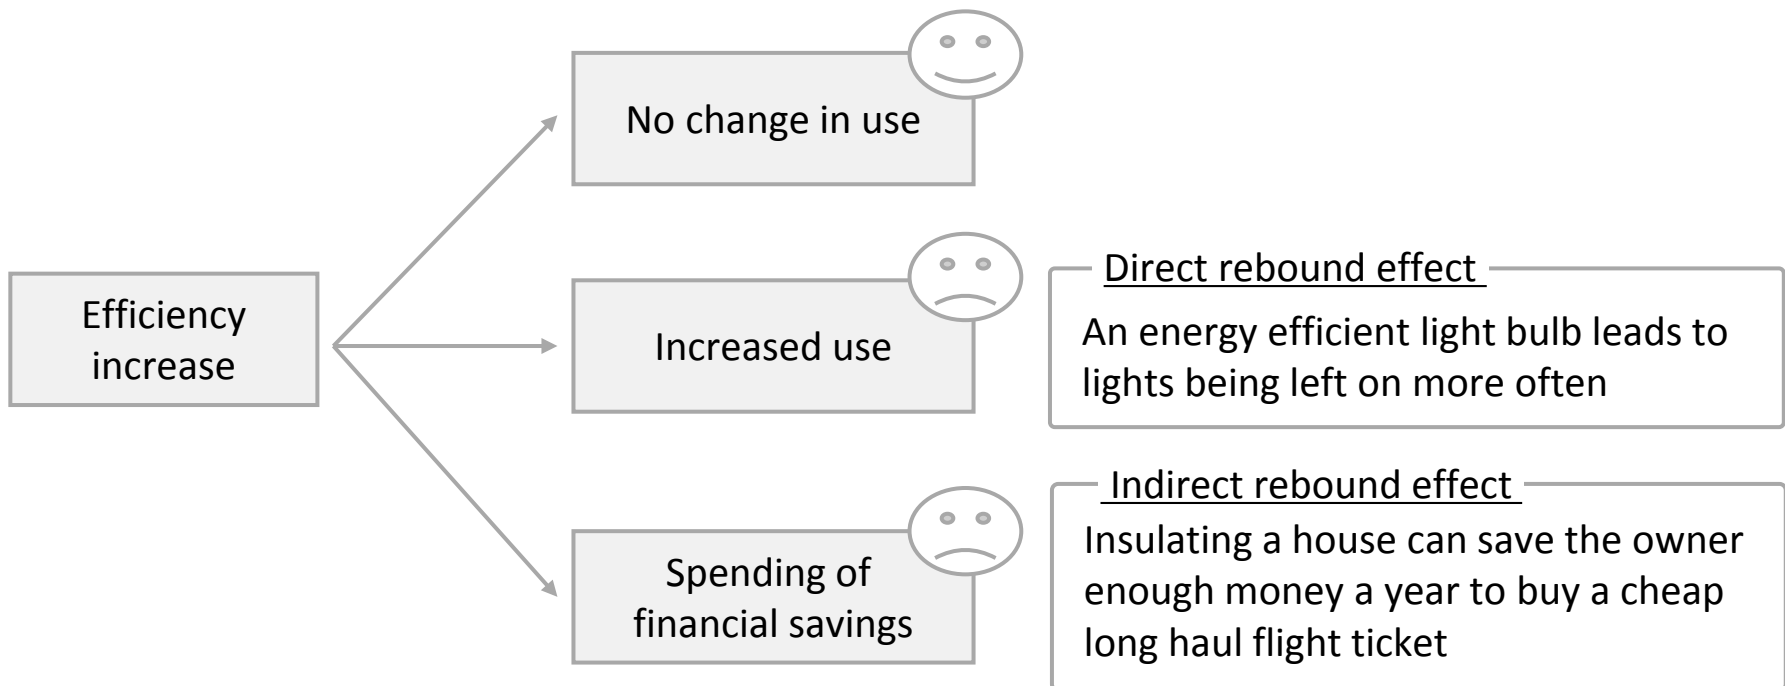 No change in use
Efficiency
increase
Increased use
Direct rebound effect
An energy efficient light bulb leads to
lights being left on more often
Spending of
financial savings
Indirect rebound effect
Insulating a house can save the owner
enough money a year to buy a cheap
long haul flight ticket